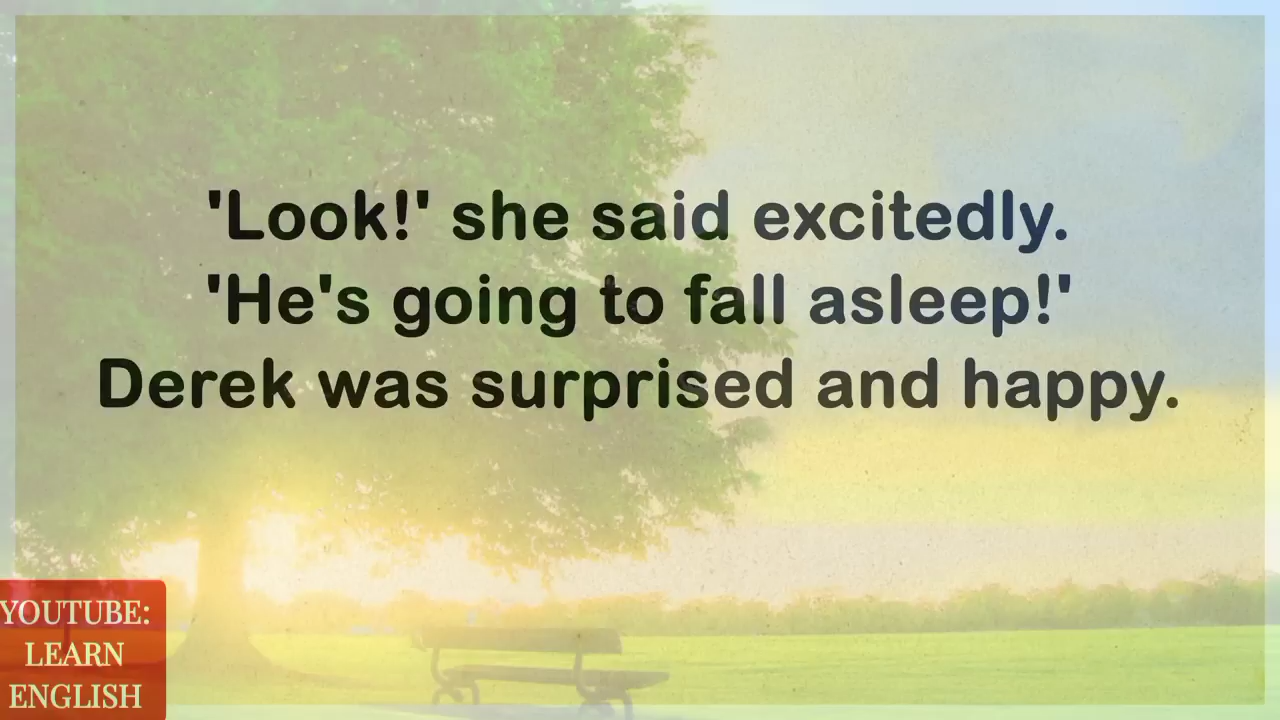 'Look!' she said excitedly.
'He's going to fall asleep!'
Derek was surprised and happy.
YOUTUBE:
LEARN
ENGLISH